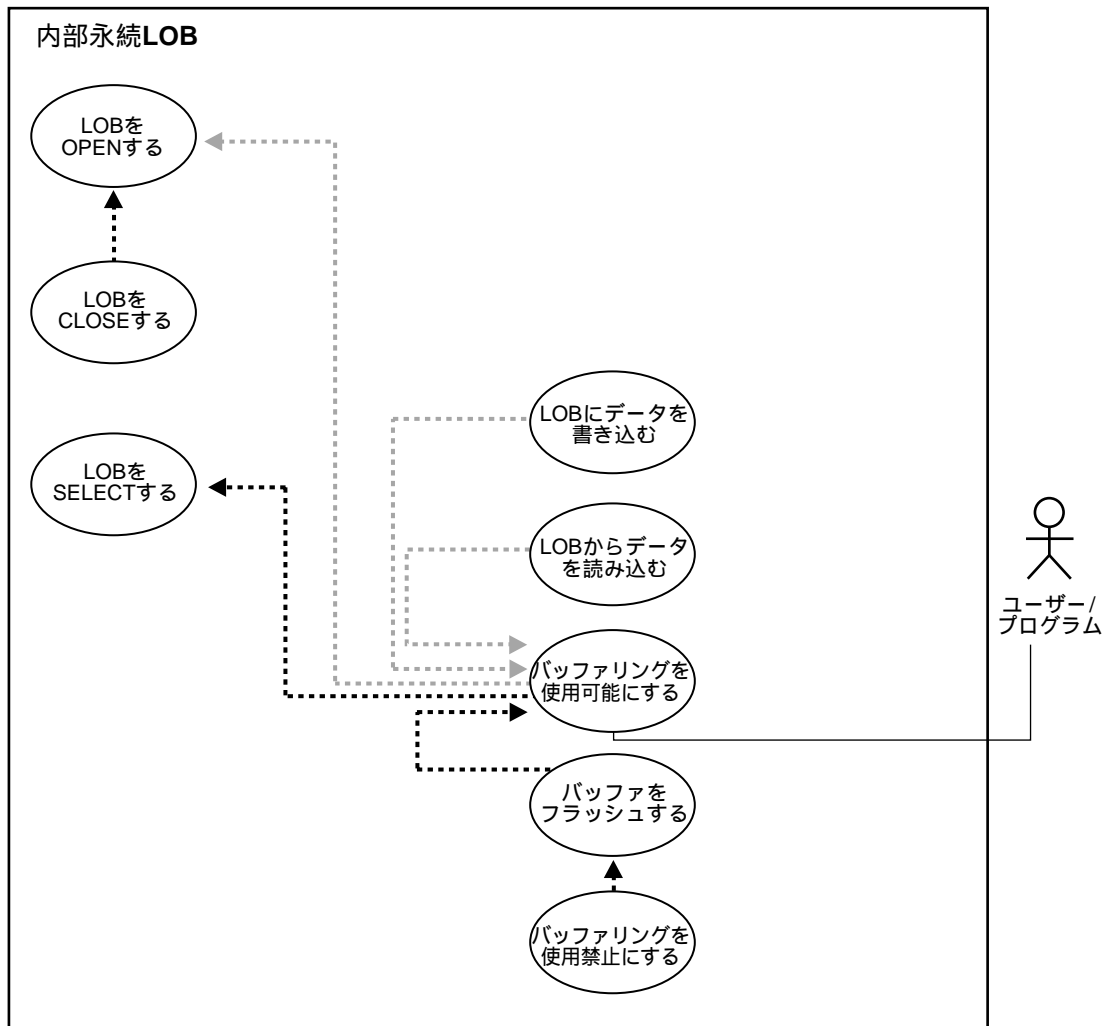 内部永続LOB
LOBを
OPENする
LOBを
CLOSEする
LOBにデータを
書き込む
LOBを
SELECTする
LOBからデータ
を読み込む
ユーザー/
プログラム
バッファリングを
使用可能にする
バッファを
フラッシュする
バッファリングを
使用禁止にする